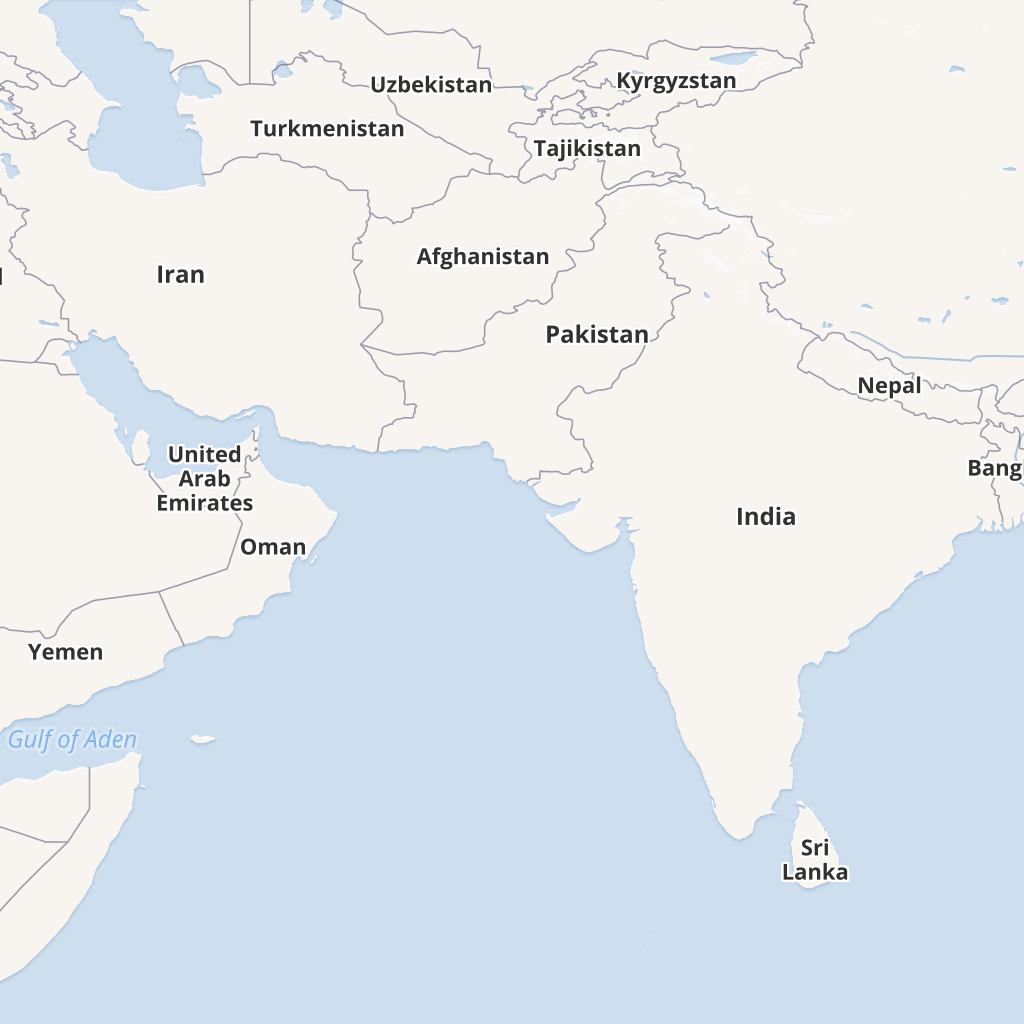 Uzbekistan
Kyrgyzstan
Turkmenistan
Tajikistan
Afghanistan
Iran
Pakistan
Nepal
United
Arab
Emirates
Bang
India
Oman
Yemen
Gulf of Aden
Sri
Lanka